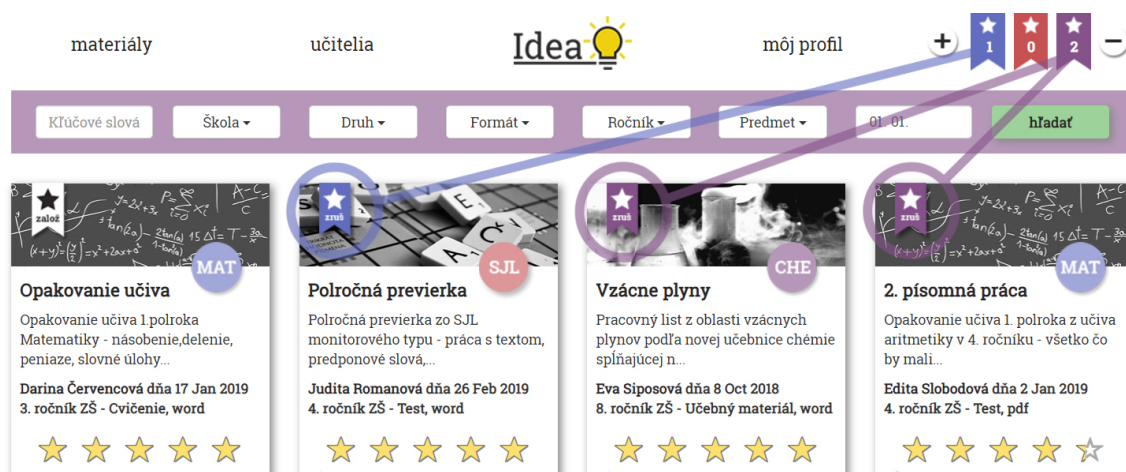 materiály
učitelia
Idea
môj profil
+
1
0
2
−
Kľúčové slová
Škola
Druh
Formát
Ročník
Predmet
01. 01.
hľadať
založ
MAT
Opakovanie učiva
Opakovanie učiva 1.polroka
Matematiky - násobenie,delenie,
peniaze, slovné úlohy...
Darina Červencová dňa 17 Jan 2019
3. ročník ZŠ - Cvičenie, word
zruš
SJL
Polročná previerka
Polročná previerka zo SJL
monitorového typu - práca s textom,
predponové slová,...
Judita Romanová dňa 26 Feb 2019
4. ročník ZŠ - Test, word
zruš
CHE
Vzácne plyny
Pracovný list z oblasti vzácnych
plynov podľa novej učebnice chémie
spĺňajúcej n...
Eva Siposová dňa 8 Oct 2018
8. ročník ZŠ - Učebný materiál, word
zruš
MAT
2. písomná práca
Opakovanie učiva 1. polroka z učiva
aritmetiky v 4. ročníku - všetko čo
by mali...
Edita Slobodová dňa 2 Jan 2019
4. ročník ZŠ - Test, pdf